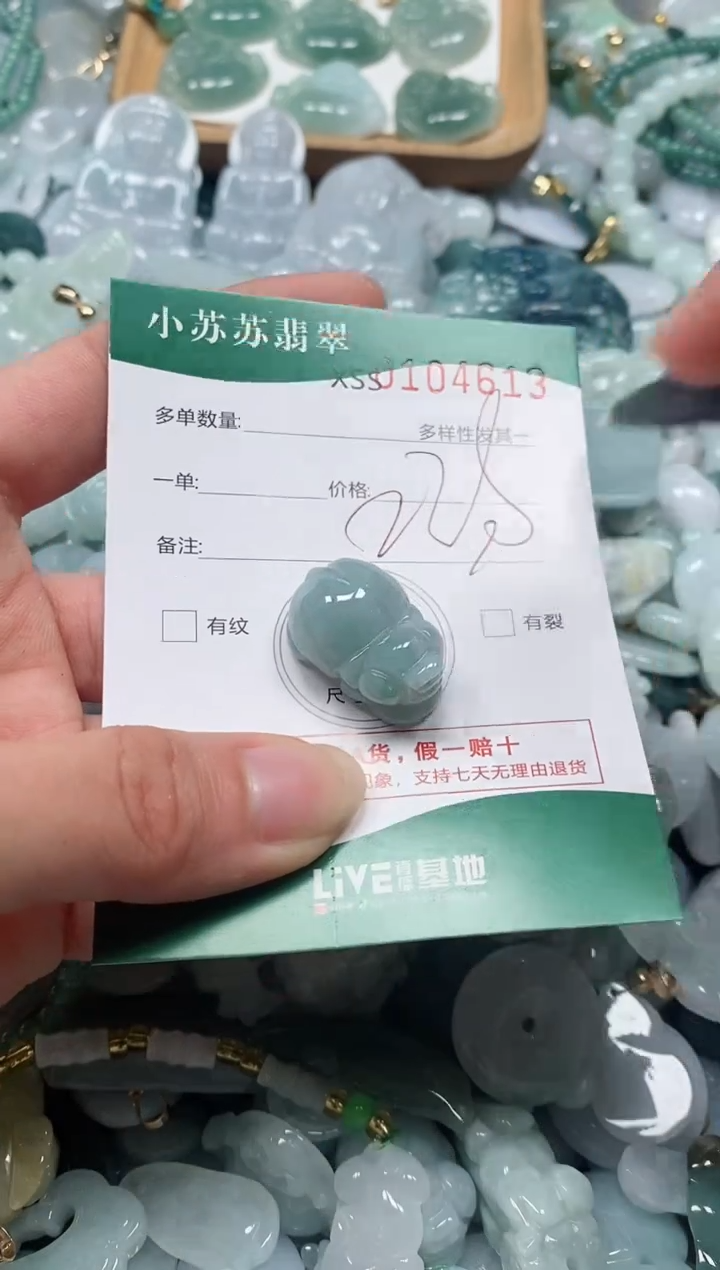 小苏苏翡翠
xss0104613
多单数量:
多样性发其一
一单: 价格:
备注:
有纹
有裂
尺
货，假一赔十
现象，支持七天无理由退货
LiVE 基地